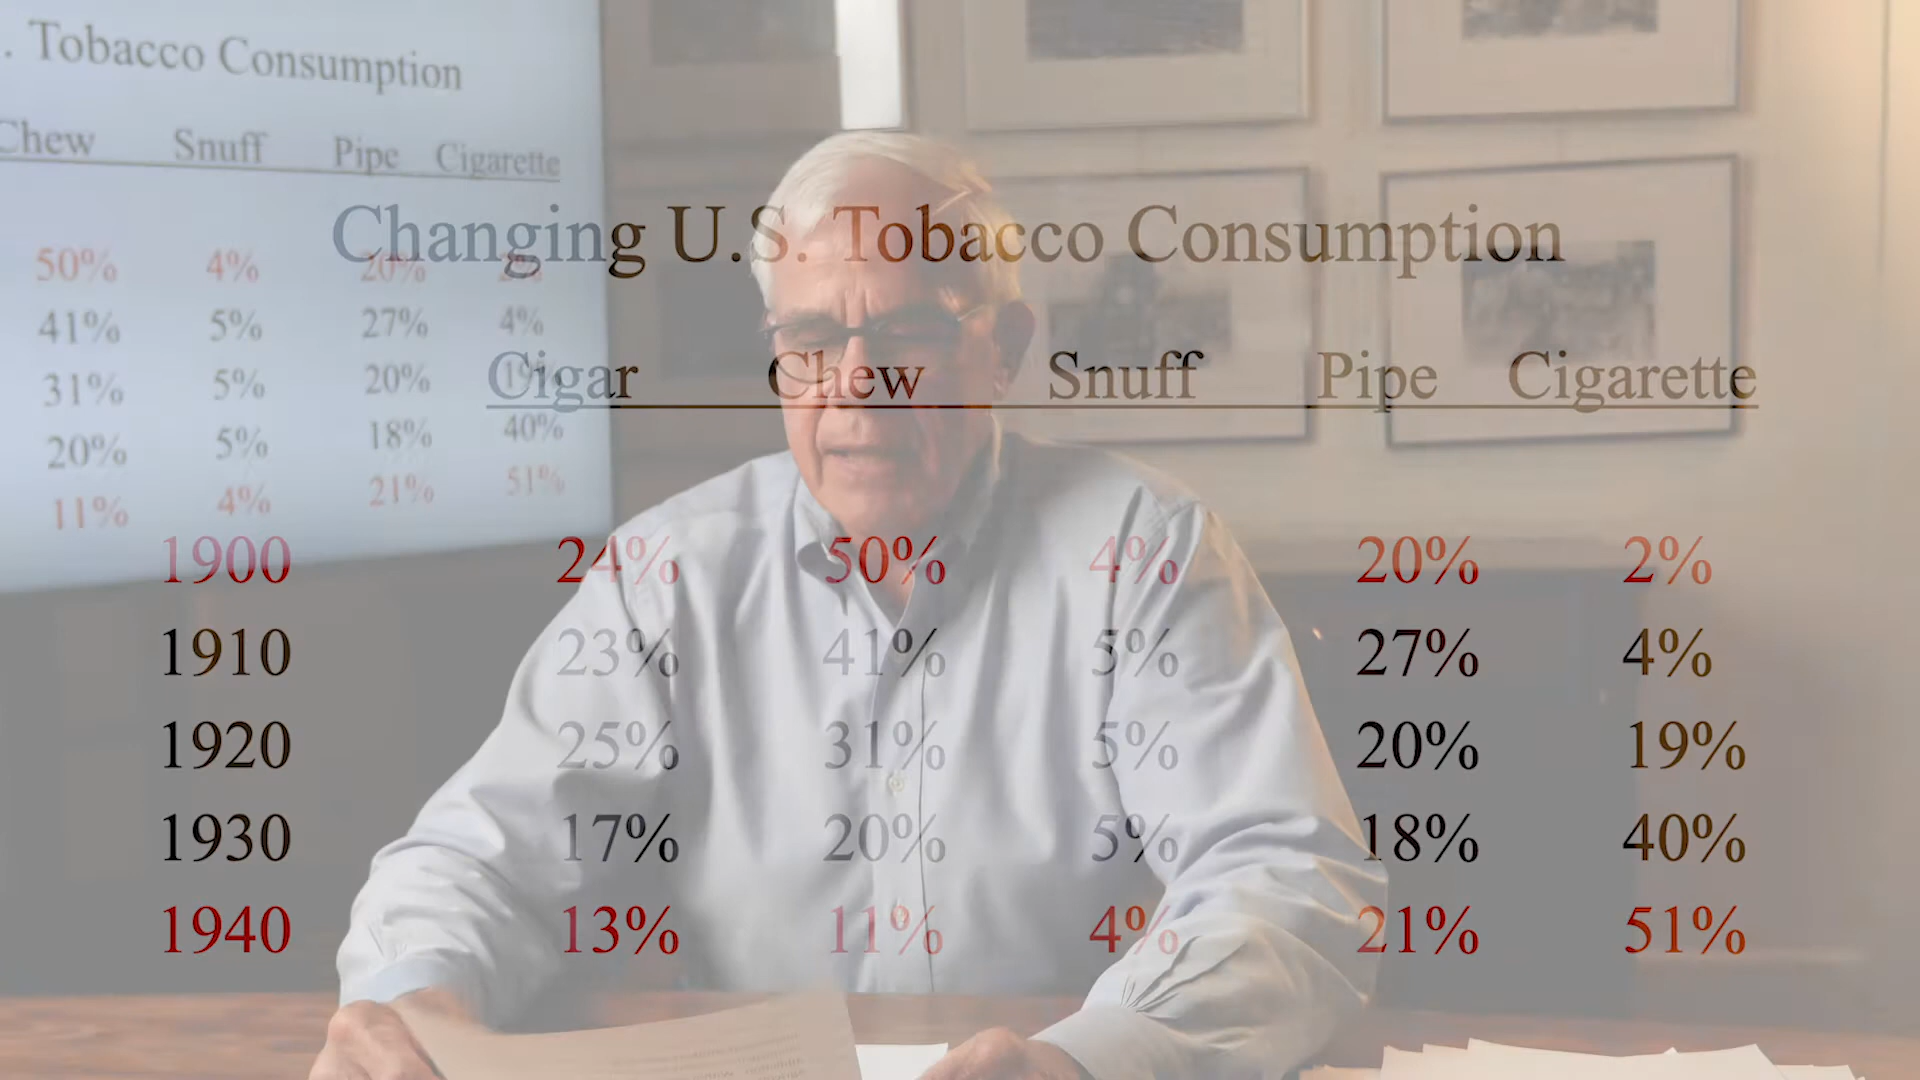 . Tobacco Consumption
Chew Snuff Pipe Cigarette
50% 4% 20% 2%
41% 5% 27% 4%
31% 5% 20% 19%
20% 5% 18% 40%
11% 4% 21% 51%
Changing U.S. Tobacco Consumption
Cigar Chew Snuff Pipe Cigarette
1900 24% 50% 4% 20% 2%
1910 23% 41% 5% 27% 4%
1920 25% 31% 5% 20% 19%
1930 17% 20% 5% 18% 40%
1940 13% 11% 4% 21% 51%